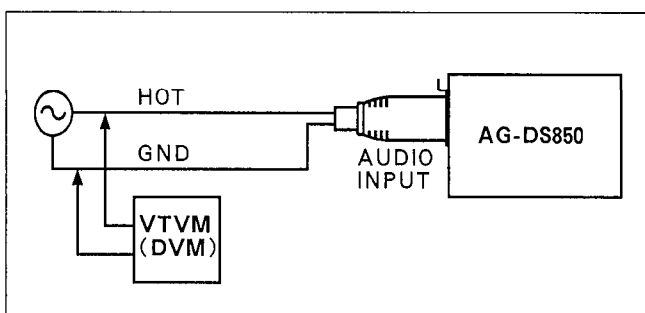 HOT
GND
AUDIO
INPUT
AG-DS850
VTVM
(DVM)